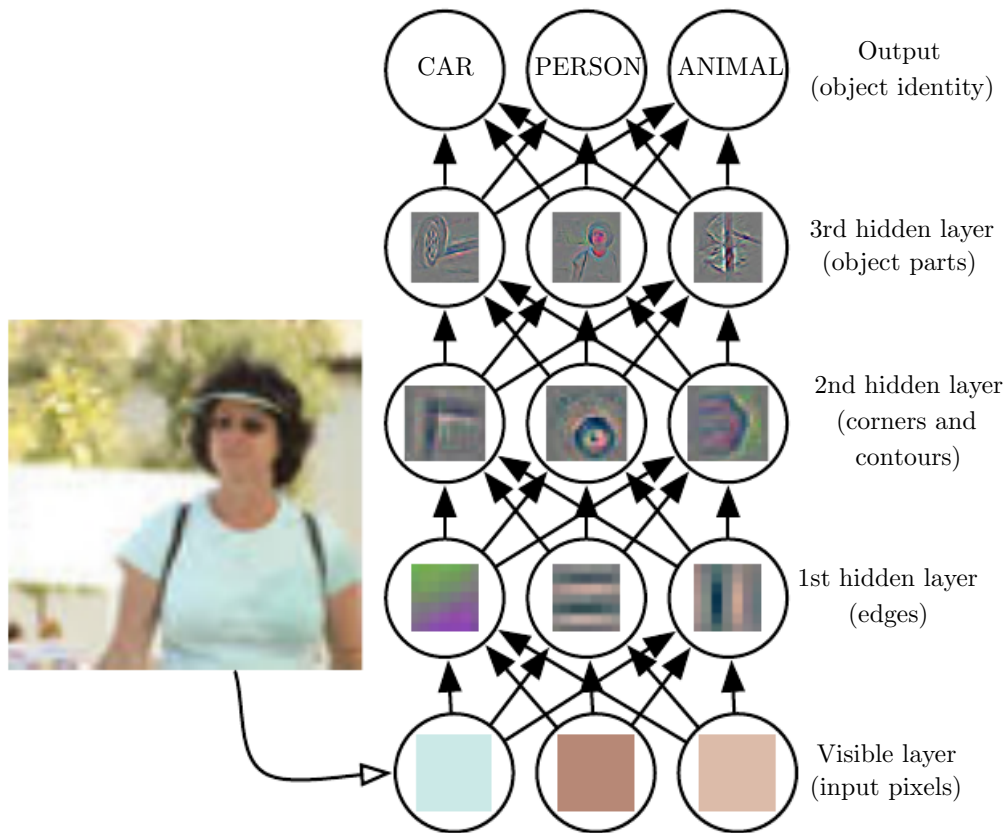 CAR PERSON ANIMAL
Output
(object identity)
3rd hidden layer
(object parts)
2nd hidden layer
(corners and
contours)
1st hidden layer
(edges)
Visible layer
(input pixels)